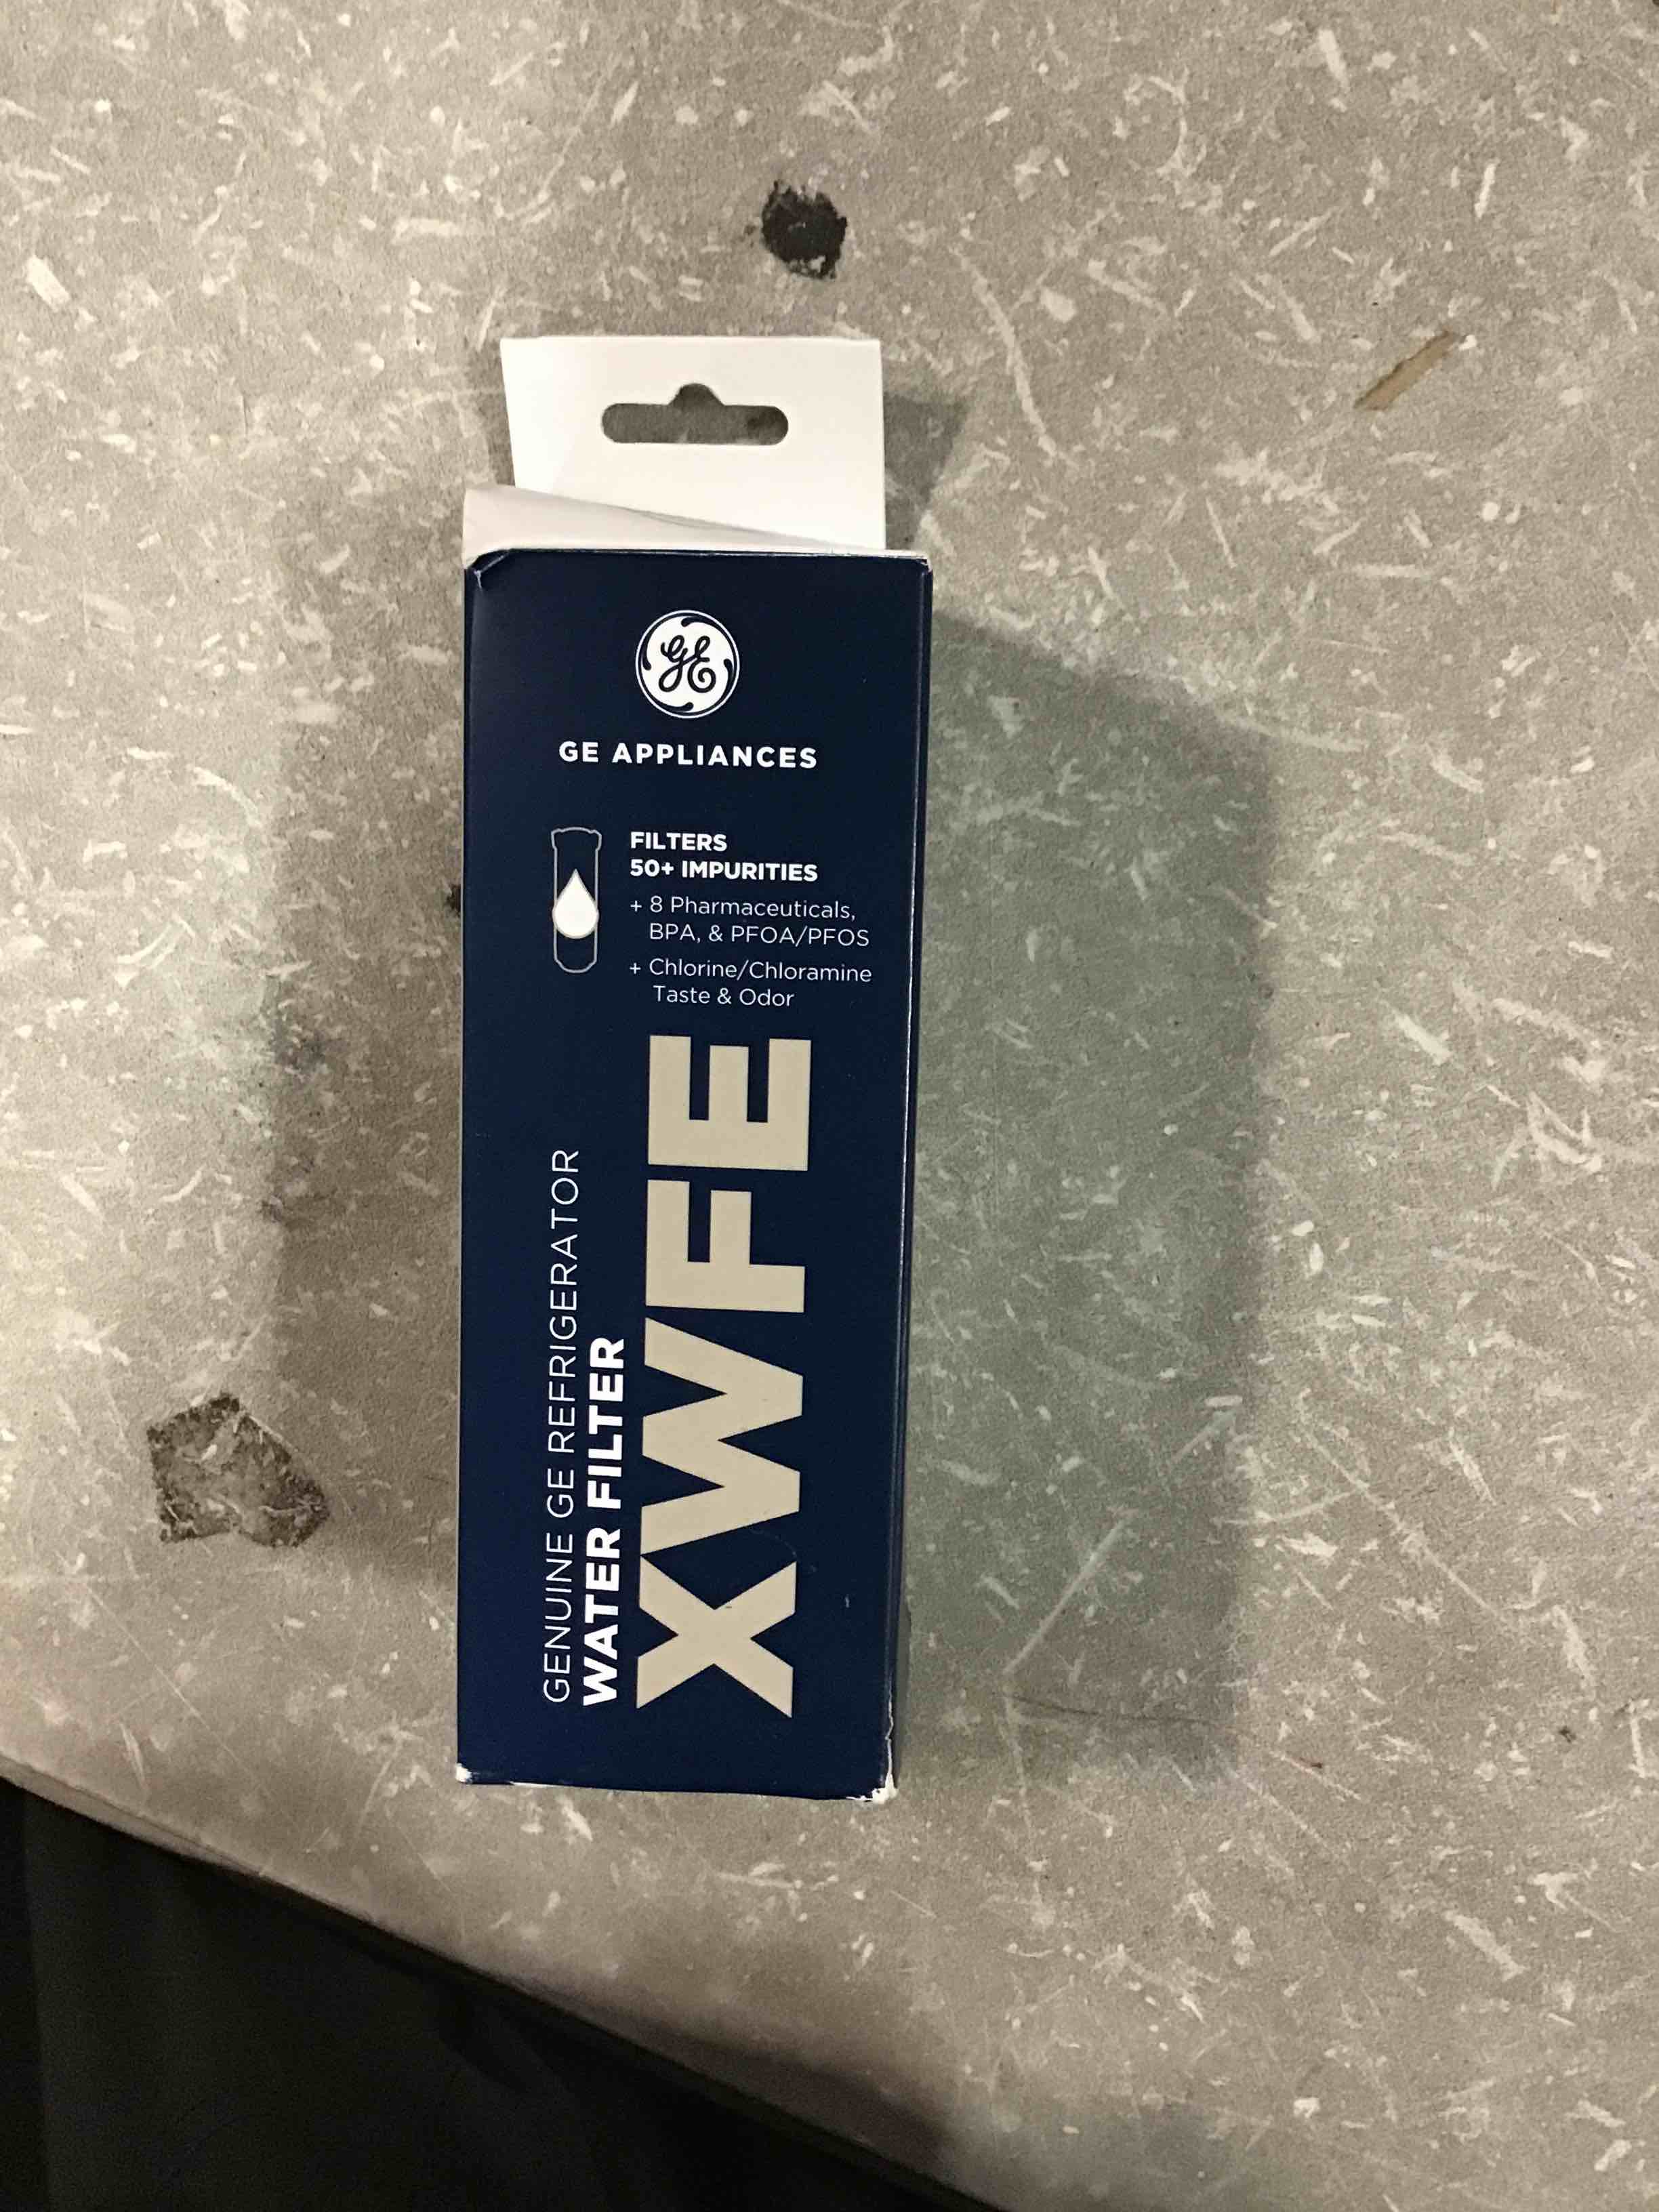 GE
GE APPLIANCES
FILTERS
50+ IMPURITIES
+ 8 Pharmaceuticals,
BPA, & PFOA/PFOS
+ Chlorine/Chloramine
Taste & Odor
GENUINE GE REFRIGERATOR
WATER FILTER
XWFE